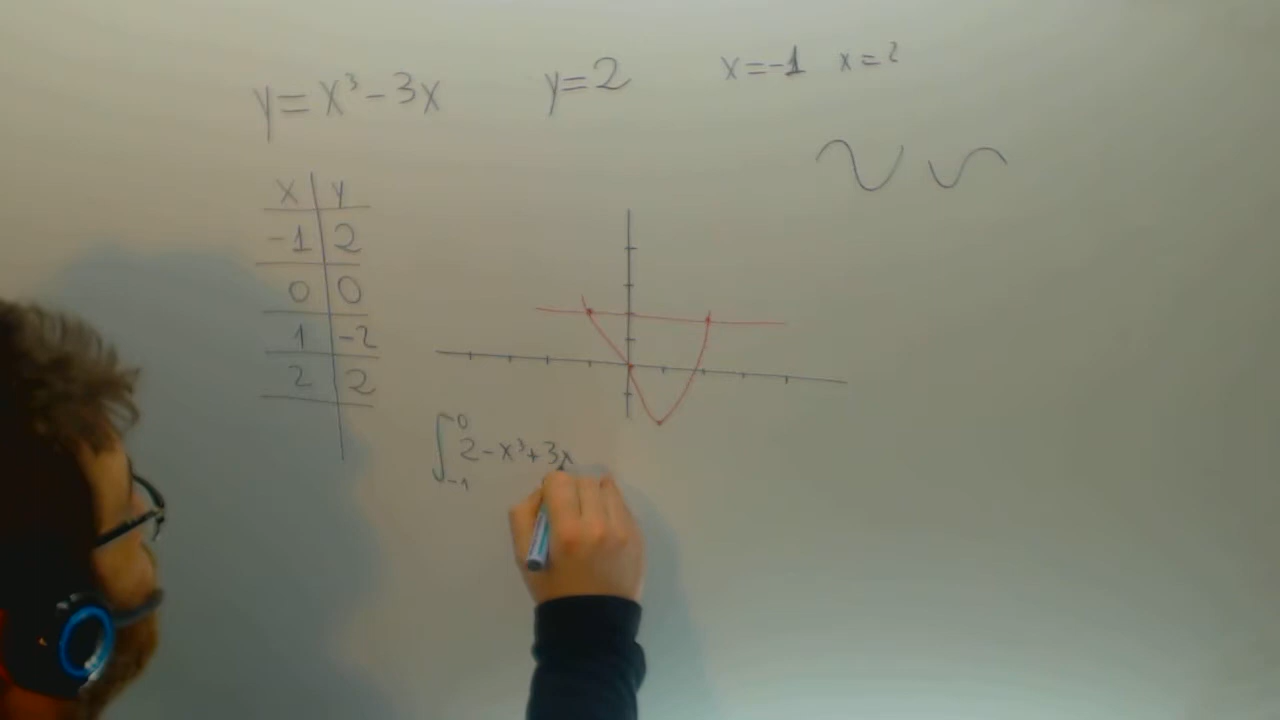 y=x³-3x y=2 x=-1 x=2
x y
-1 2
0 0
1 -2
2 2
∫₋₁⁰ 2-x³+3x